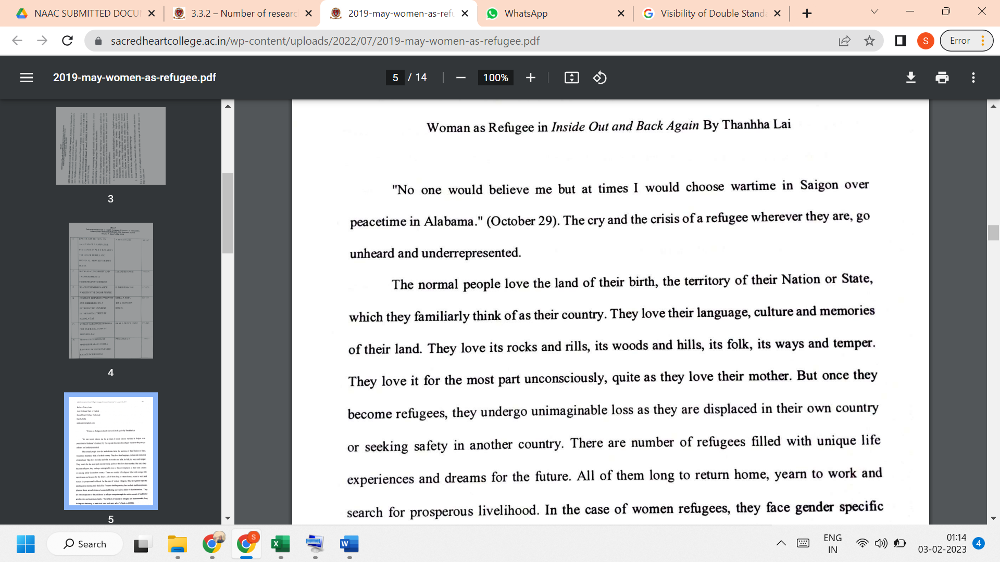 NAAC SUBMITTED DOCU
3.3.2 – Number of researc
2019-may-women-as-refu
WhatsApp
Visibility of Double Standa
sacredheartcollege.ac.in/wp-content/uploads/2022/07/2019-may-women-as-refugee.pdf
S
Error
2019-may-women-as-refugee.pdf
5 / 14
100%
3
4
5
Woman as Refugee in Inside Out and Back Again By Thanhha Lai
"No one would believe me but at times I would choose wartime in Saigon over
peacetime in Alabama." (October 29). The cry and the crisis of a refugee wherever they are, go
unheard and underrepresented.
The normal people love the land of their birth, the territory of their Nation or State,
which they familiarly think of as their country. They love their language, culture and memories
of their land. They love its rocks and rills, its woods and hills, its folk, its ways and temper.
They love it for the most part unconsciously, quite as they love their mother. But once they
become refugees, they undergo unimaginable loss as they are displaced in their own country
or seeking safety in another country. There are number of refugees filled with unique life
experiences and dreams for the future. All of them long to return home, yearn to work and
search for prosperous livelihood. In the case of women refugees, they face gender specific
Search
S
ENG
IN
01:14
03-02-2023
4